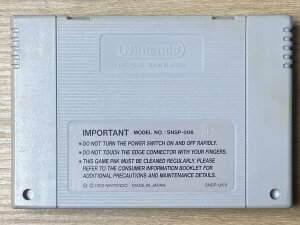 Nintendo®
IMPORTANT MODEL NO.: SNSP-006
• DO NOT TURN THE POWER SWITCH ON AND OFF RAPIDLY.
• DO NOT TOUCH THE EDGE CONNECTOR WITH YOUR FINGERS.
• THIS GAME PAK MUST BE CLEANED REGULARLY. PLEASE
REFER TO THE CONSUMER INFORMATION BOOKLET FOR
ADDITIONAL PRECAUTIONS AND MAINTENANCE DETAILS.
© 1992 NINTENDO MADE IN JAPAN SNSP-UKV